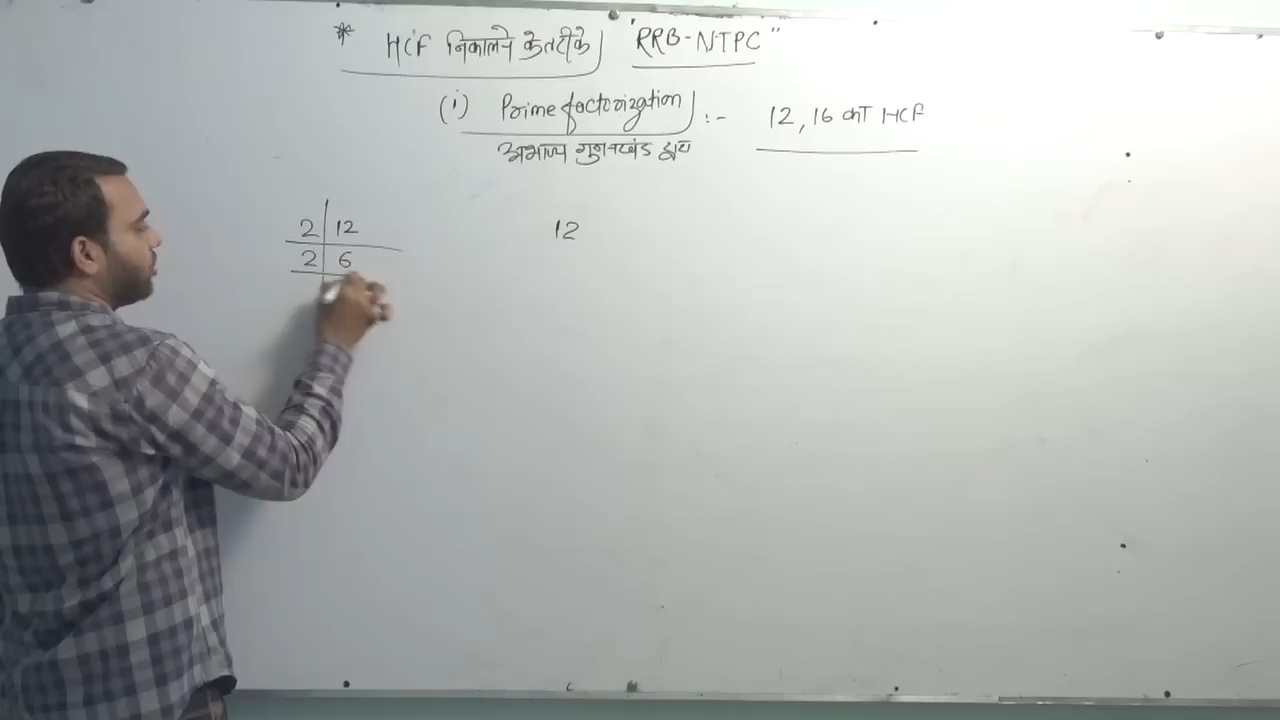 * HCF निकालने के तरीके "RRB-NTPC"
(i) Prime factorization :- 12, 16 का HCF
अभाज्य गुणनखंड द्वारा
2 12 12
2 6